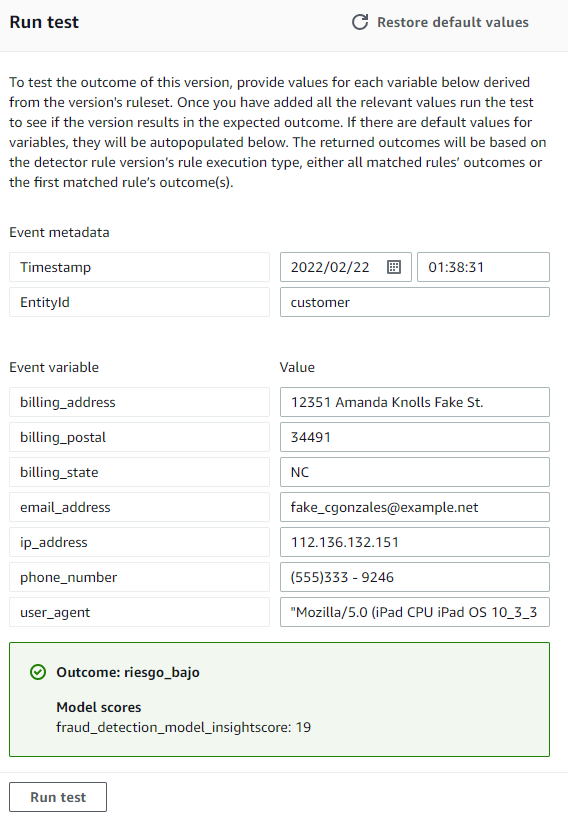 Run test
Restore default values
To test the outcome of this version, provide values for each variable below derived
from the version's ruleset. Once you have added all the relevant values run the test
to see if the version results in the expected outcome. If there are default values for
variables, they will be autopopulated below. The returned outcomes will be based on
the detector rule version's rule execution type, either all matched rules' outcomes or
the first matched rule's outcome(s).
Event metadata
Timestamp 2022/02/22 01:38:31
EntityId customer
Event variable Value
billing_address 12351 Amanda Knolls Fake St.
billing_postal 34491
billing_state NC
email_address fake_cgonzales@example.net
ip_address 112.136.132.151
phone_number (555)333 - 9246
user_agent "Mozilla/5.0 (iPad CPU iPad OS 10_3_3
Outcome: riesgo_bajo
Model scores
fraud_detection_model_insightscore: 19
Run test